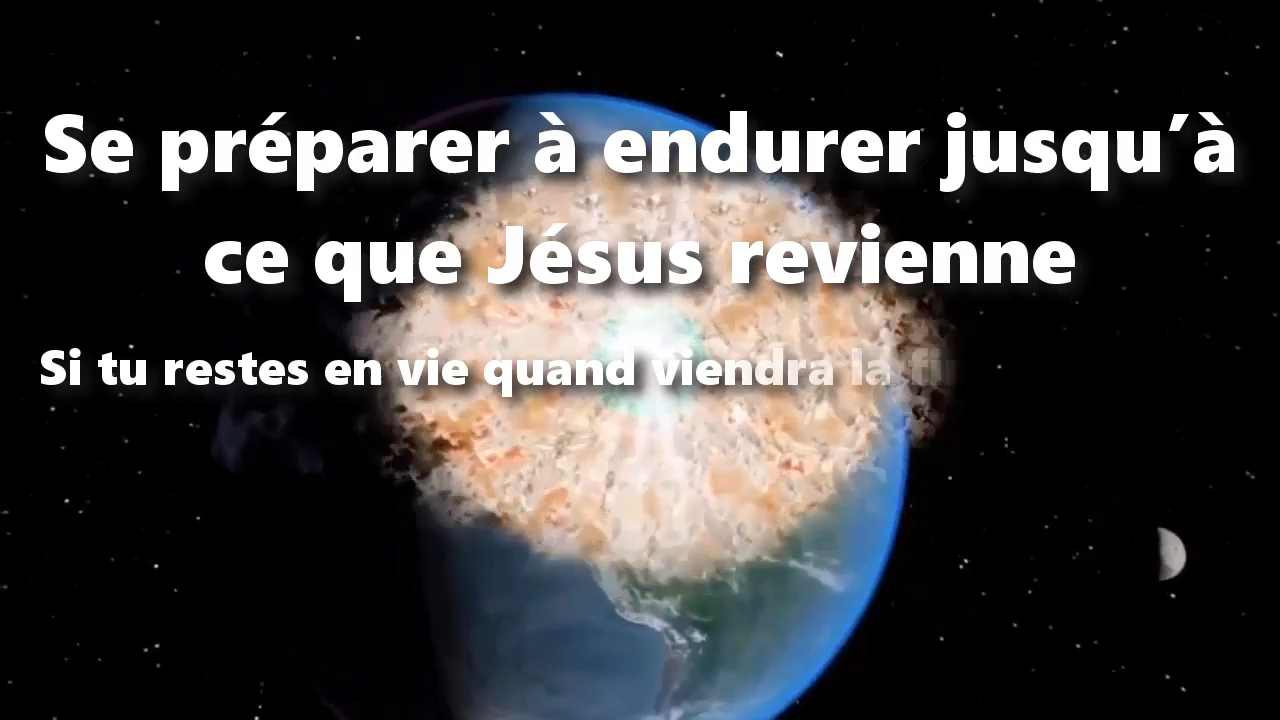 Se préparer à endurer jusqu’à
ce que Jésus revienne
Si tu restes en vie quand viendra la